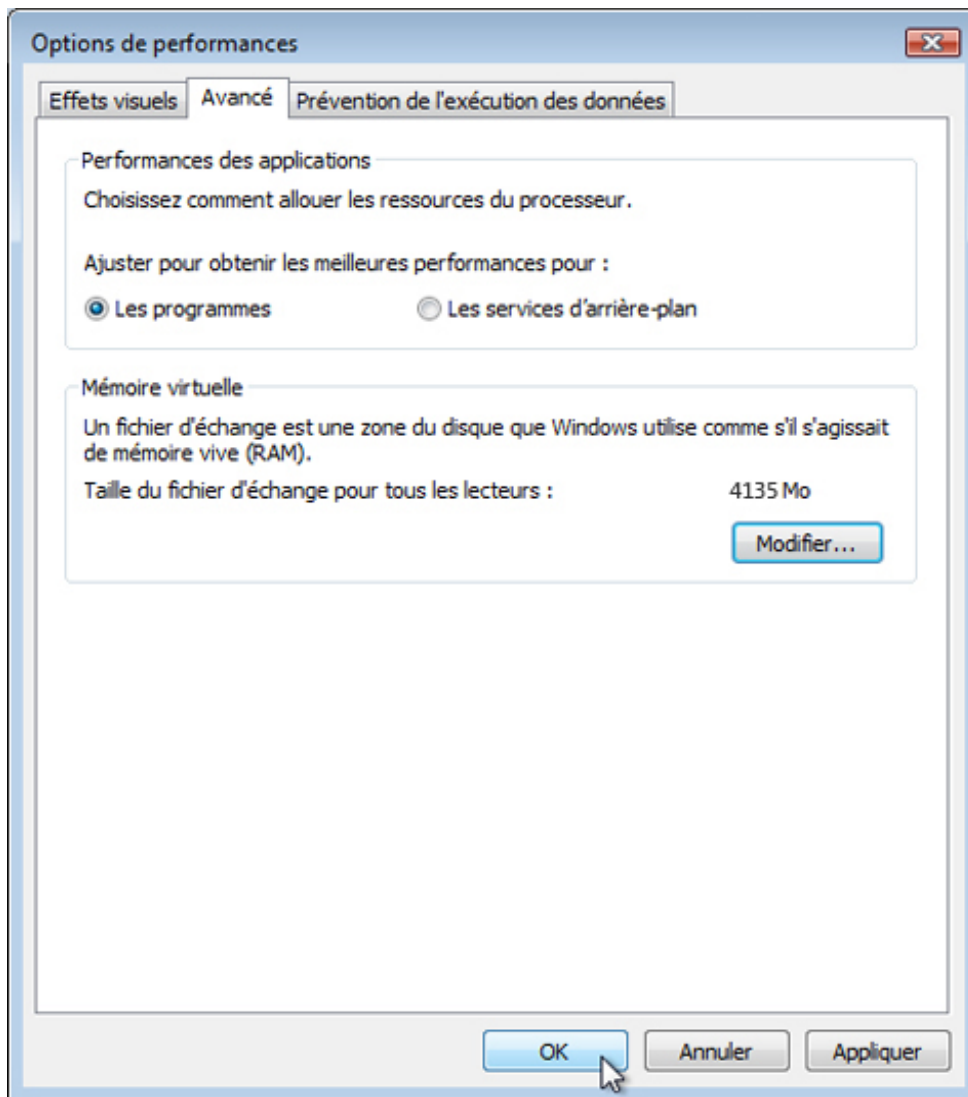 Options de performances
Effets visuels Avancé Prévention de l'exécution des données
Performances des applications
Choisissez comment allouer les ressources du processeur.
Ajuster pour obtenir les meilleures performances pour :
Les programmes Les services d'arrière-plan
Mémoire virtuelle
Un fichier d'échange est une zone du disque que Windows utilise comme s'il s'agissait
de mémoire vive (RAM).
Taille du fichier d'échange pour tous les lecteurs : 4135 Mo
Modifier...
OK Annuler Appliquer